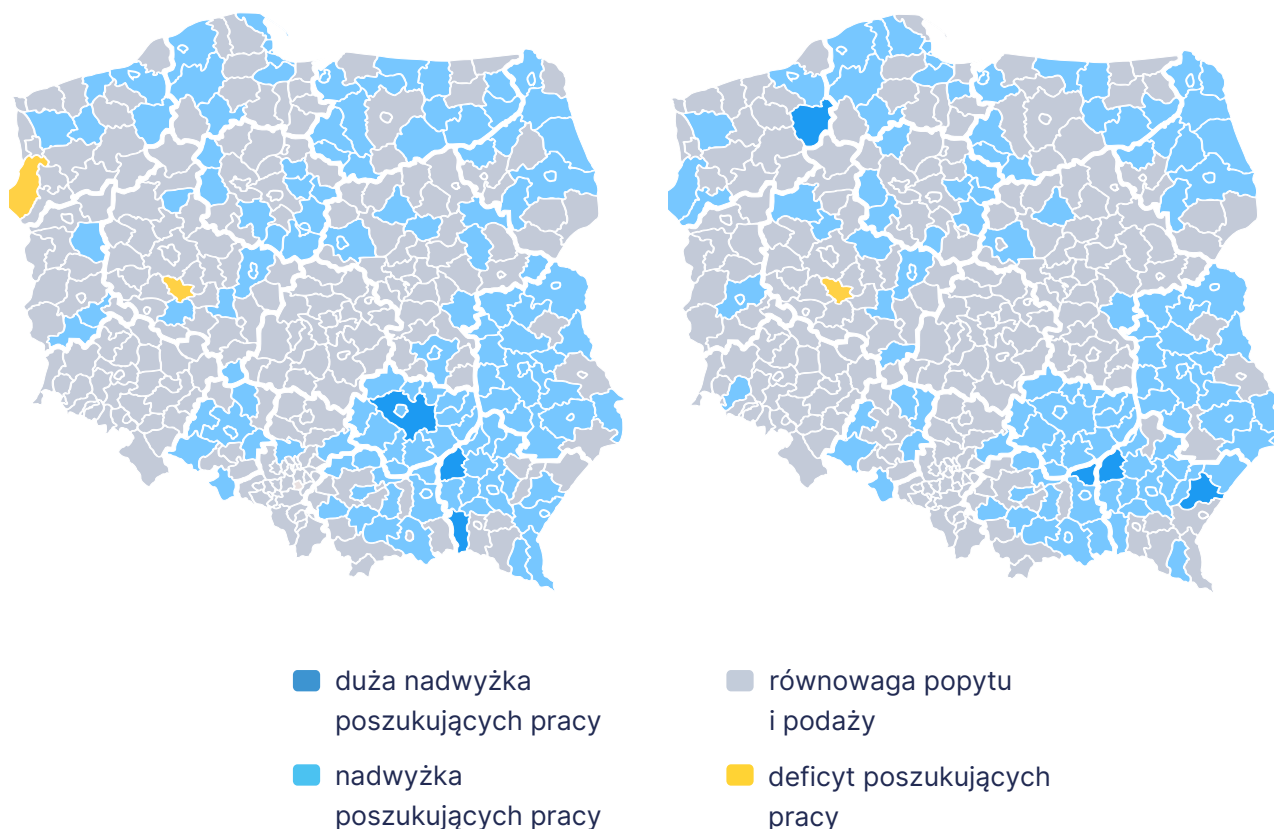 duża nadwyżka
poszukujących pracy
nadwyżka
poszukujących pracy
równowaga popytu
i podaży
deficyt poszukujących
pracy